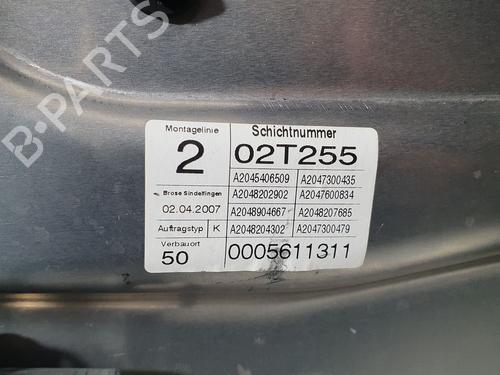 B-PARTS
Montagelinie
2
Schichtnummer
02T255
A2045406509 A2047300435
Brose Sindelfingen A2048202902 A2047600834
02.04.2007 A2048904667 A2048207685
Auftragstyp K A2048204302 A2047300479
Verbauort
50
0005611311